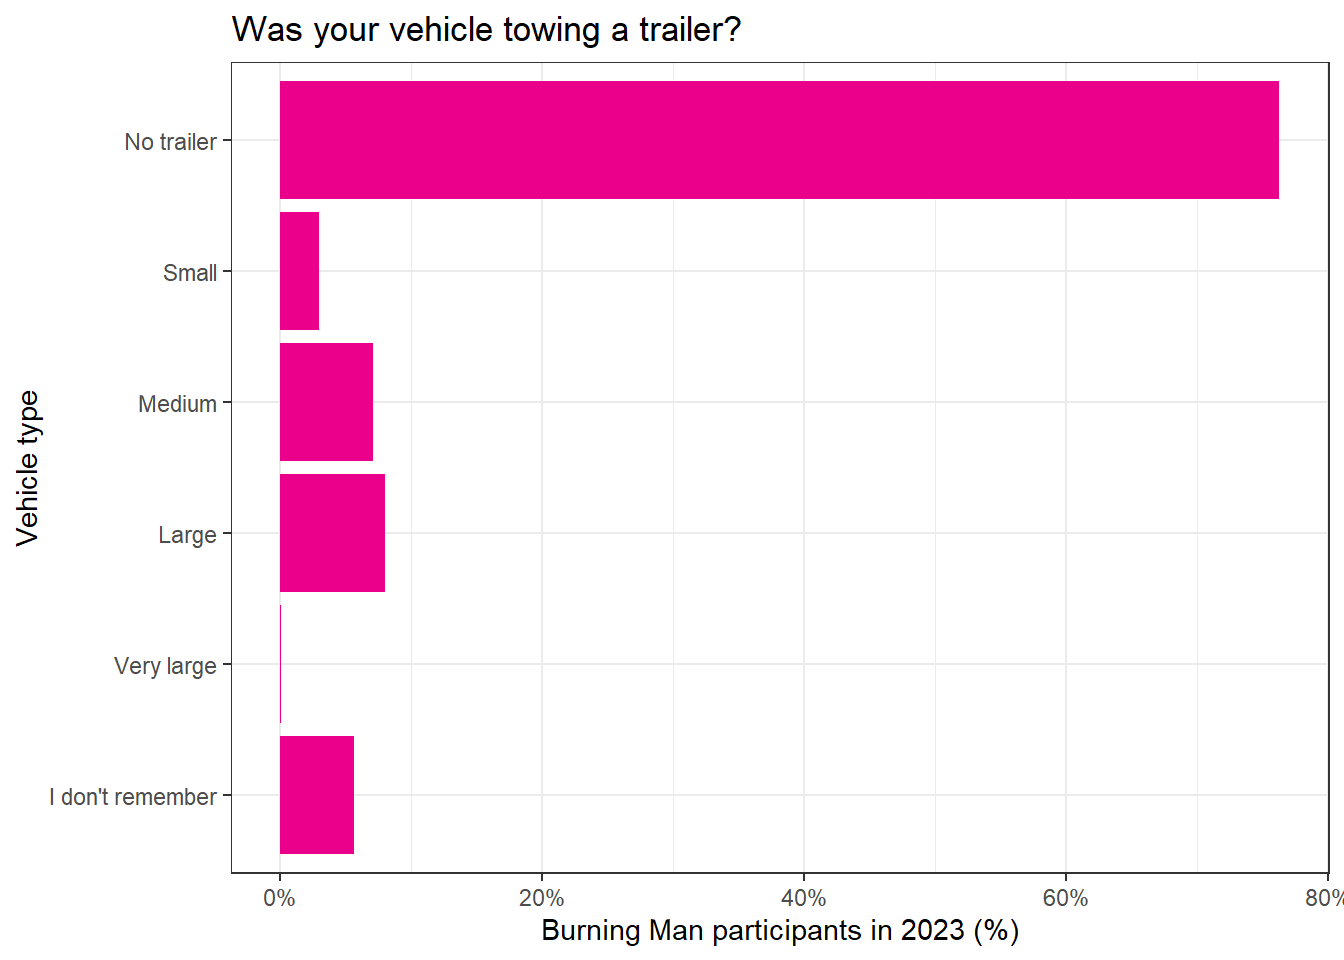 Was your vehicle towing a trailer?
No trailer
Small
Medium
Large
Very large
I don't remember
Vehicle type
0%
20%
40%
60%
80%
Burning Man participants in 2023 (%)